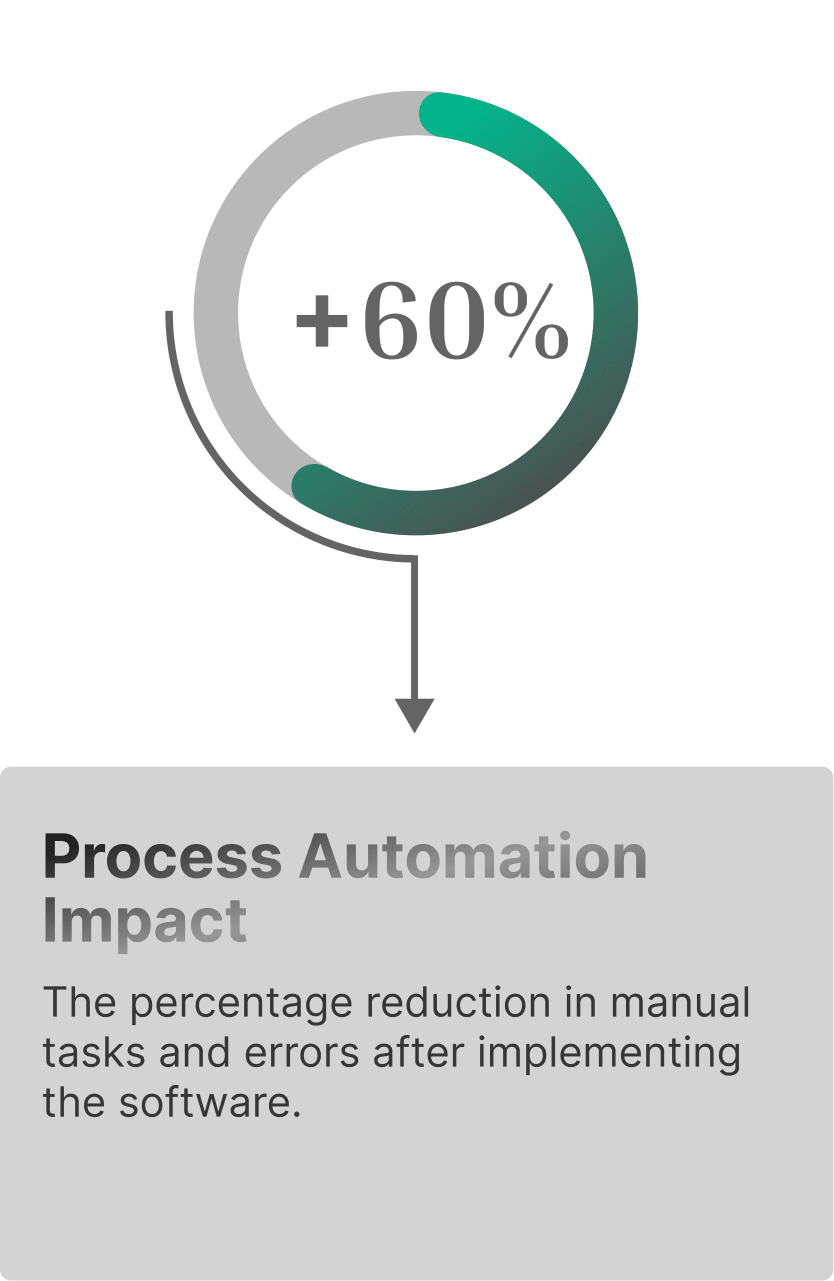 +60%
Process Automation
Impact
The percentage reduction in manual
tasks and errors after implementing
the software.